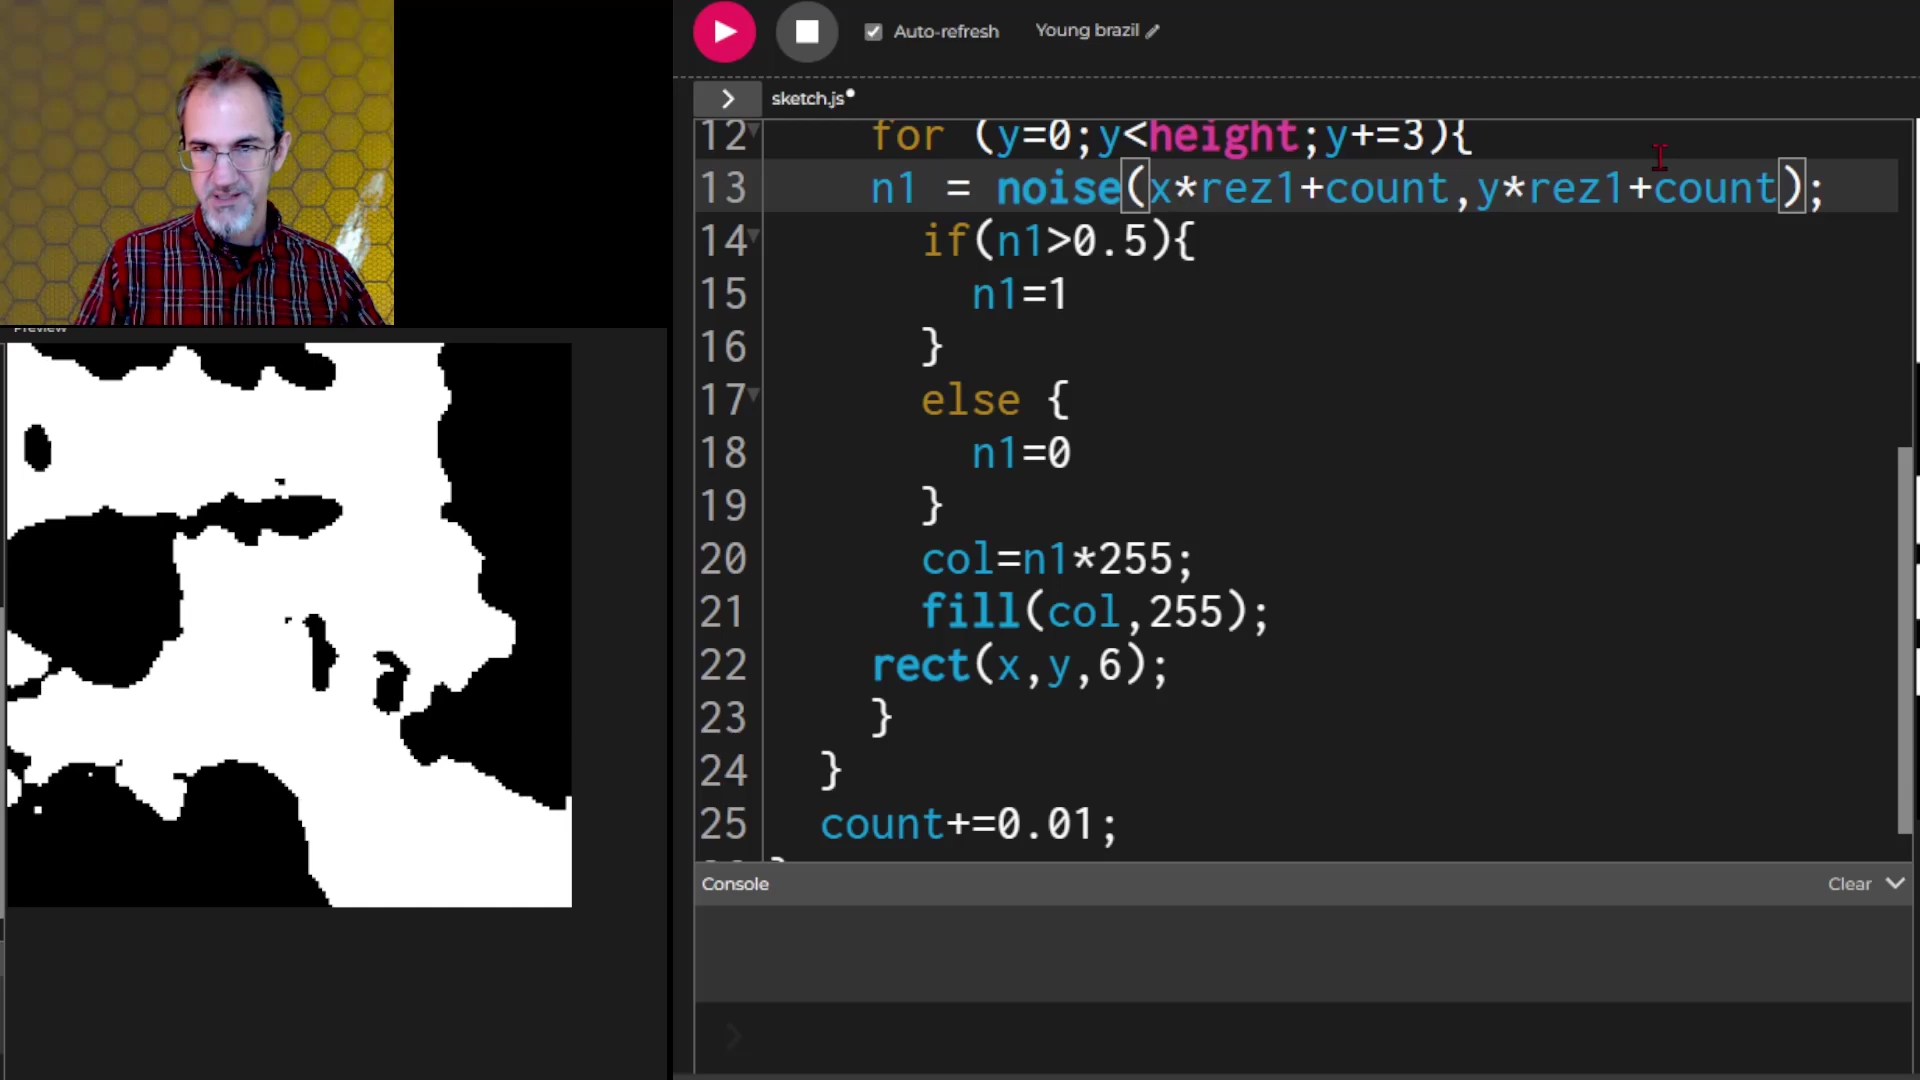 Auto-refresh
Young brazil
sketch.js
Preview
12 for (y=0;y<height;y+=3){
13 n1 = noise(x*rez1+count,y*rez1+count);
14 if(n1>0.5){
15 n1=1
16 }
17 else {
18 n1=0
19 }
20 col=n1*255;
21 fill(col,255);
22 rect(x,y,6);
23 }
24 }
25 count+=0.01;
Console
Clear